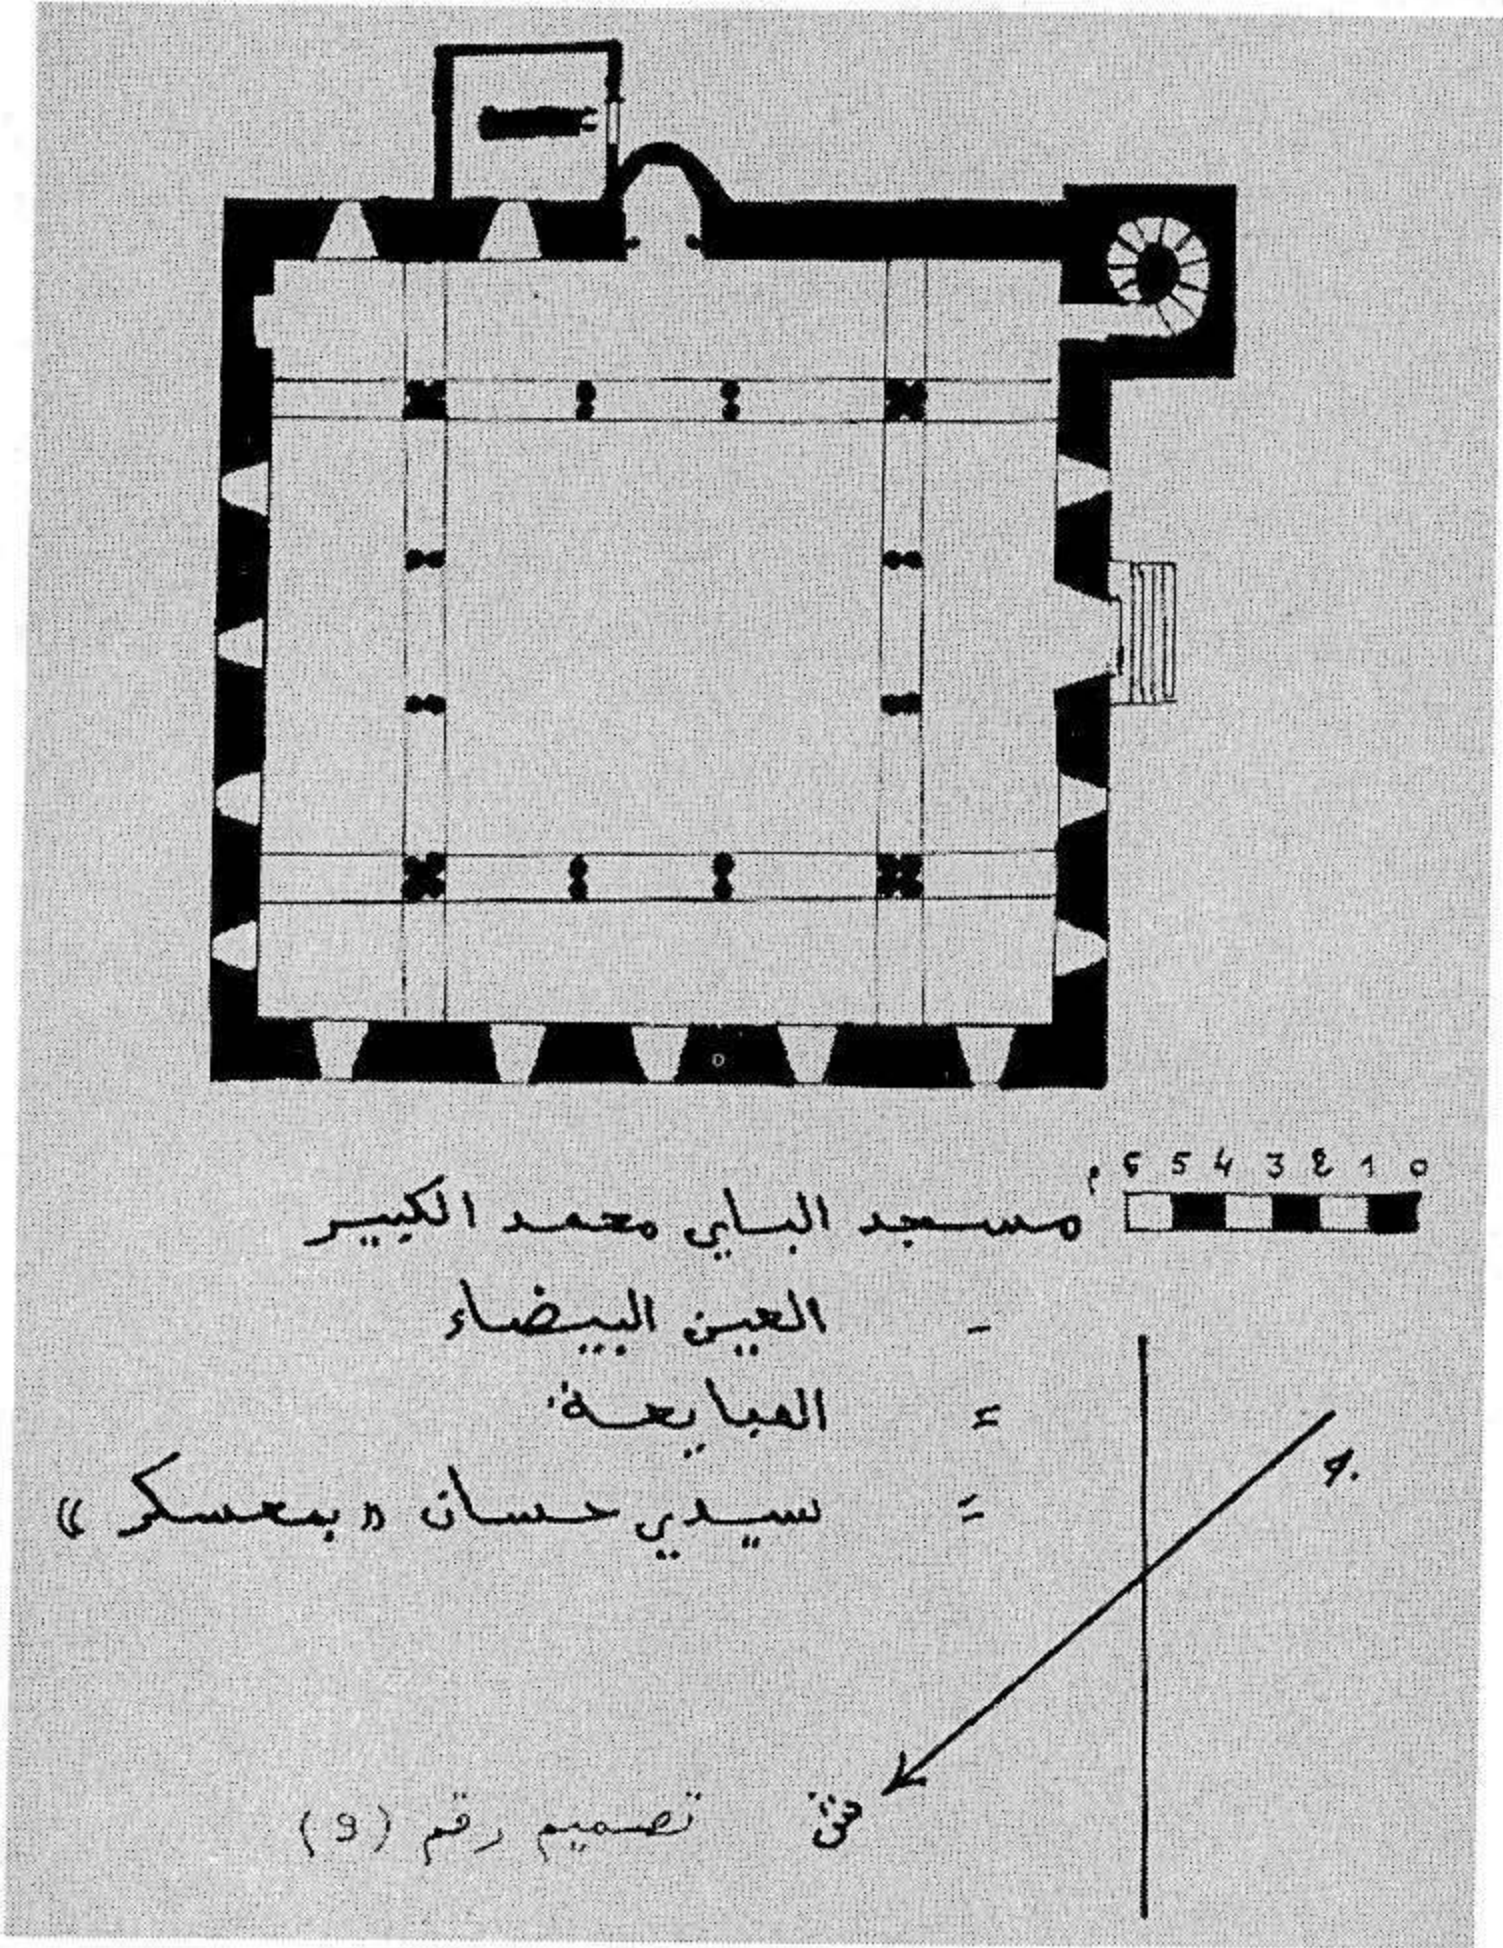 م 6 5 4 3 2 1 0
مسجد الباي محمد الكبير
- العين البيضاء
= المبايعة
= سيدي حسان « بمعسكر »
ج.
ش
تصميم رقم (9)